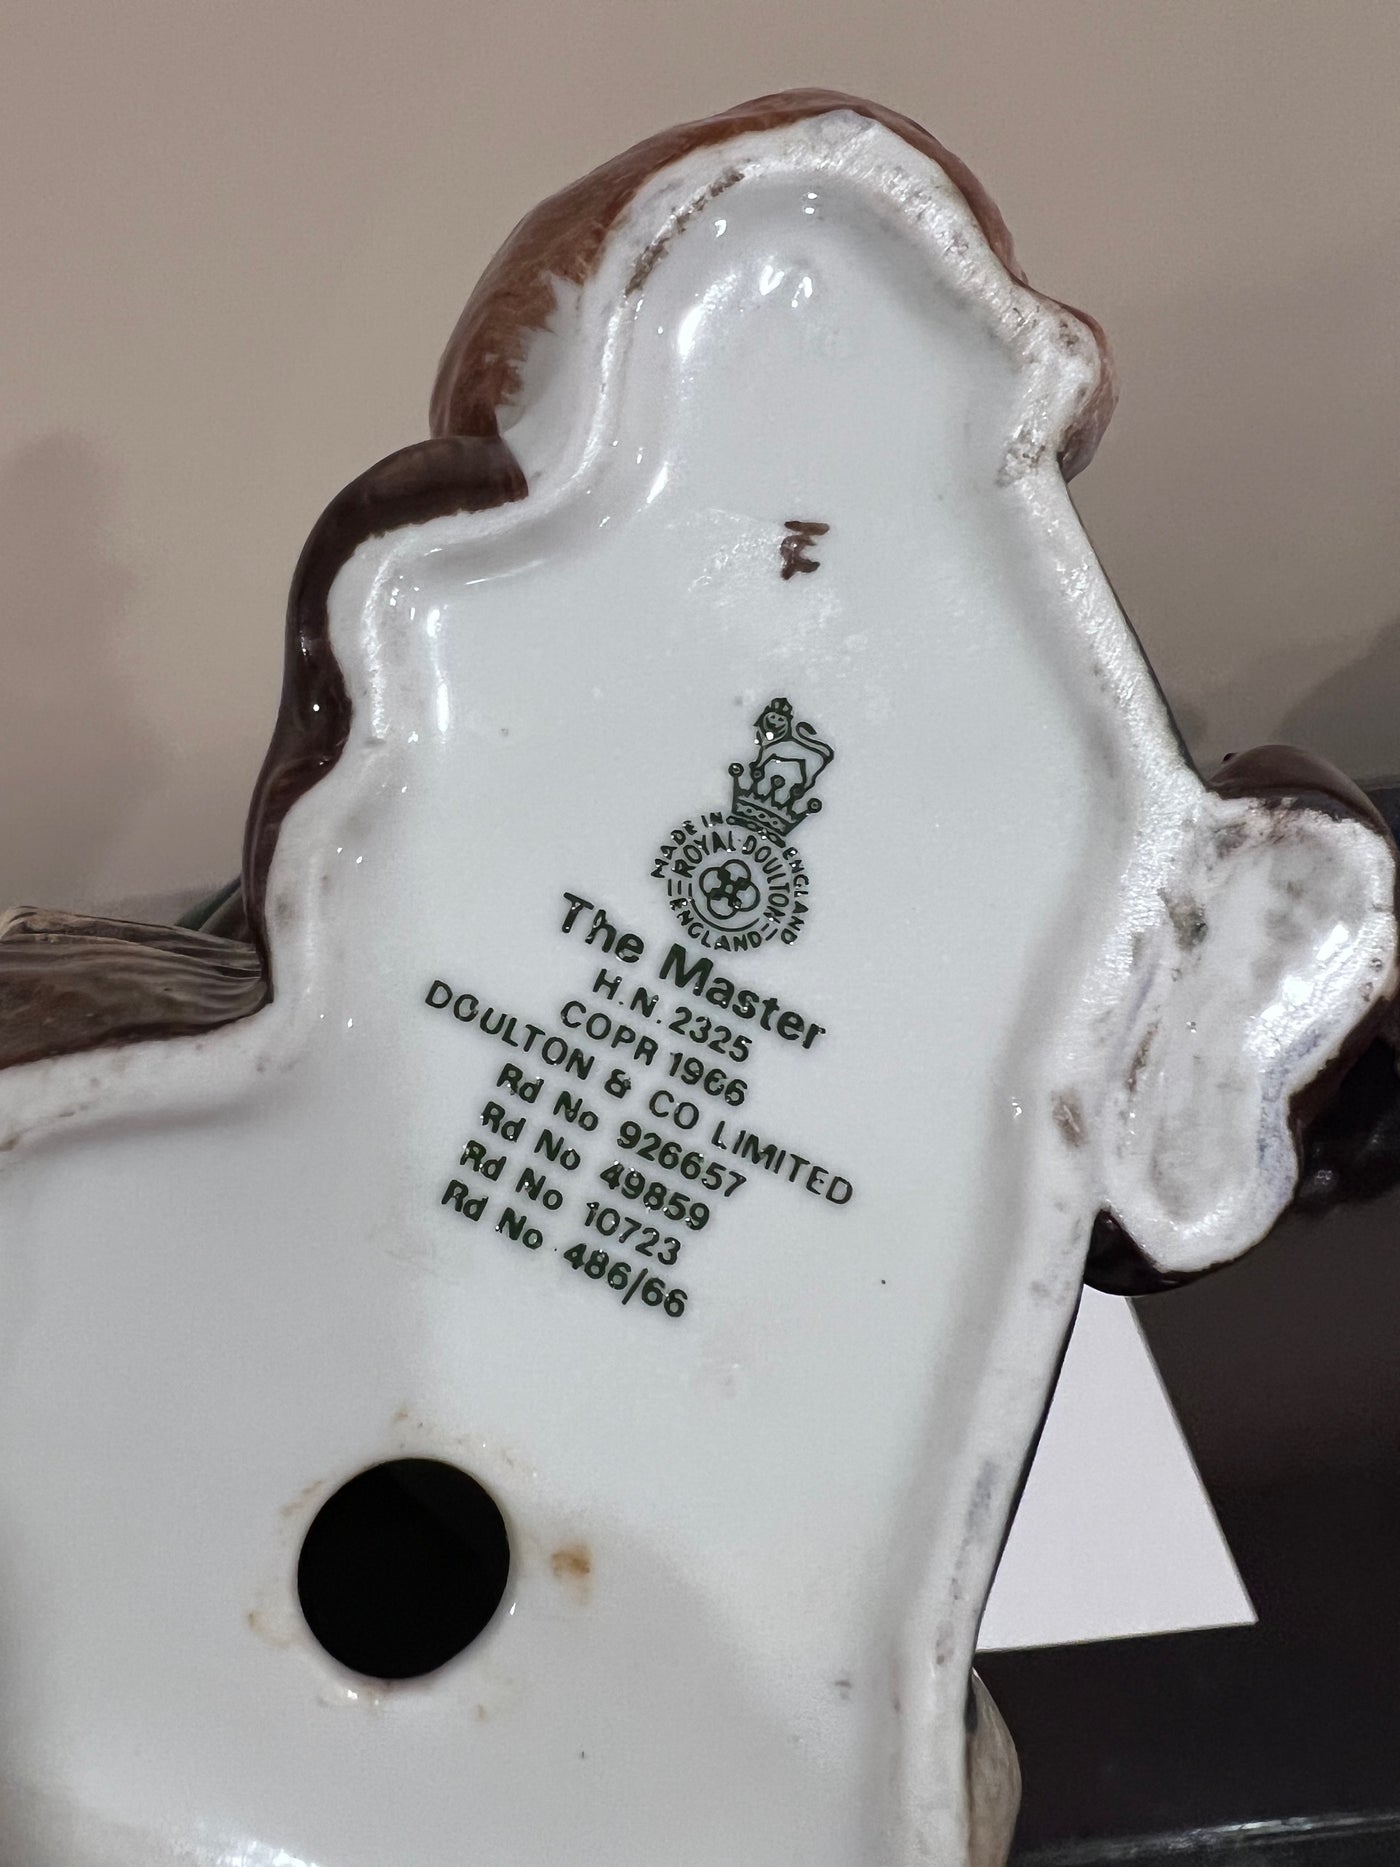 MADE IN ENGLAND
ROYAL DOULTON
ENGLAND
The Master
H.N. 2325
COPR 1966
DOULTON & CO LIMITED
Rd No 926657
Rd No 49859
Rd No 10723
Rd No 486/66